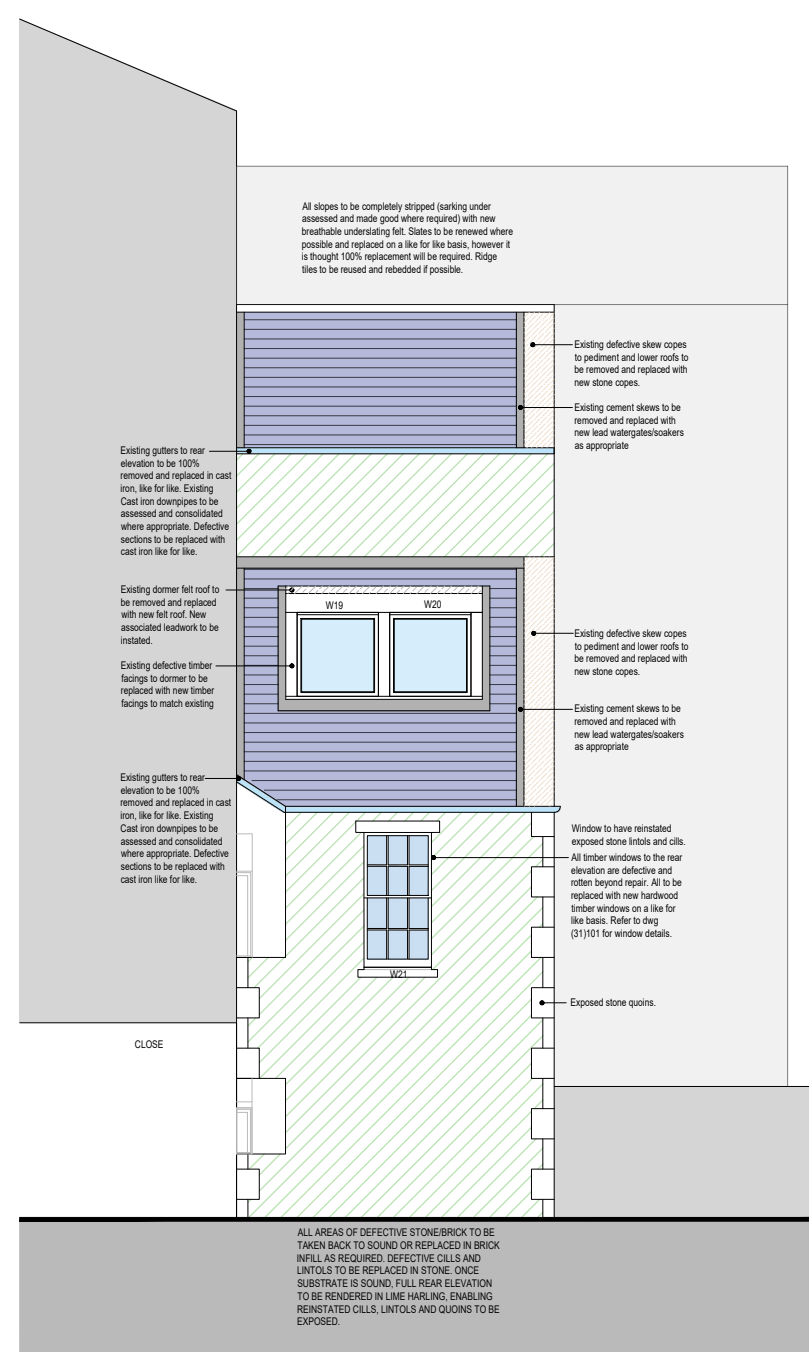 All slopes to be completely stripped (sarking under
assessed and made good where required) with new
breathable underslating felt. Slates to be renewed where
possible and replaced on a like for like basis, however it
is thought 100% replacement will be required. Ridge
tiles to be reused and rebedded if possible.
Existing defective skew copes
to pediment and lower roofs to
be removed and replaced with
new stone copes.
Existing cement skews to be
removed and replaced with
new lead watergates/soakers
as appropriate
Existing gutters to rear
elevation to be 100%
removed and replaced in cast
iron, like for like. Existing
Cast iron downpipes to be
assessed and consolidated
where appropriate. Defective
sections to be replaced with
cast iron like for like.
Existing dormer felt roof to
be removed and replaced
with new felt roof. New
associated leadwork to be
instated.
W19
W20
Existing defective timber
facings to dormer to be
replaced with new timber
facings to match existing
Existing defective skew copes
to pediment and lower roofs to
be removed and replaced with
new stone copes.
Existing cement skews to be
removed and replaced with
new lead watergates/soakers
as appropriate
Existing gutters to rear
elevation to be 100%
removed and replaced in cast
iron, like for like. Existing
Cast iron downpipes to be
assessed and consolidated
where appropriate. Defective
sections to be replaced with
cast iron like for like.
Window to have reinstated
exposed stone lintols and cills.
All timber windows to the rear
elevation are defective and
rotten beyond repair. All to be
replaced with new hardwood
timber windows on a like for
like basis. Refer to dwg
(31)101 for window details.
W21
Exposed stone quoins.
CLOSE
ALL AREAS OF DEFECTIVE STONE/BRICK TO BE
TAKEN BACK TO SOUND OR REPLACED IN BRICK
INFILL AS REQUIRED. DEFECTIVE CILLS AND
LINTOLS TO BE REPLACED IN STONE. ONCE
SUBSTRATE IS SOUND, FULL REAR ELEVATION
TO BE RENDERED IN LIME HARLING, ENABLING
REINSTATED CILLS, LINTOLS AND QUOINS TO BE
EXPOSED.